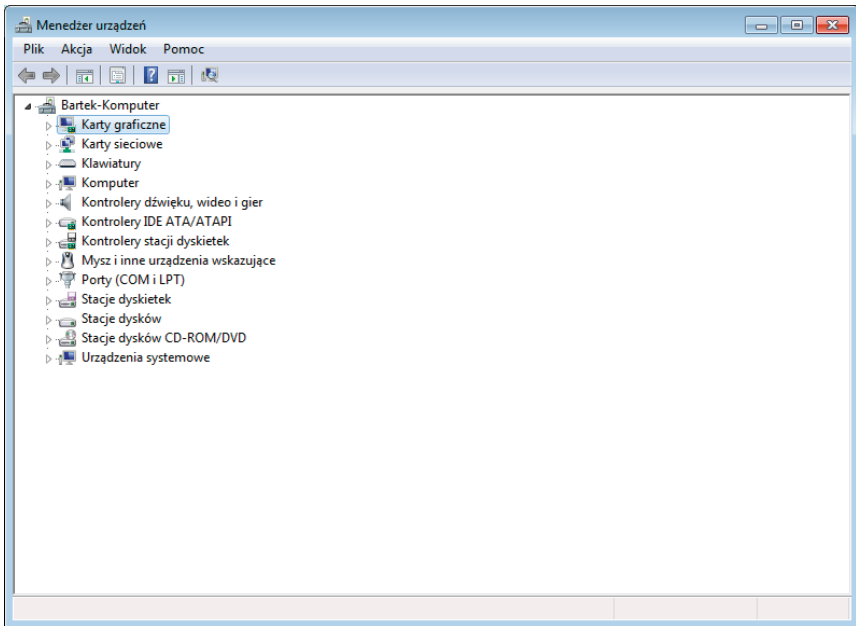 Menedżer urządzeń
Plik Akcja Widok Pomoc
Bartek-Komputer
Karty graficzne
Karty sieciowe
Klawiatury
Komputer
Kontrolery dźwięku, wideo i gier
Kontrolery IDE ATA/ATAPI
Kontrolery stacji dyskietek
Mysz i inne urządzenia wskazujące
Porty (COM i LPT)
Stacje dyskietek
Stacje dysków
Stacje dysków CD-ROM/DVD
Urządzenia systemowe